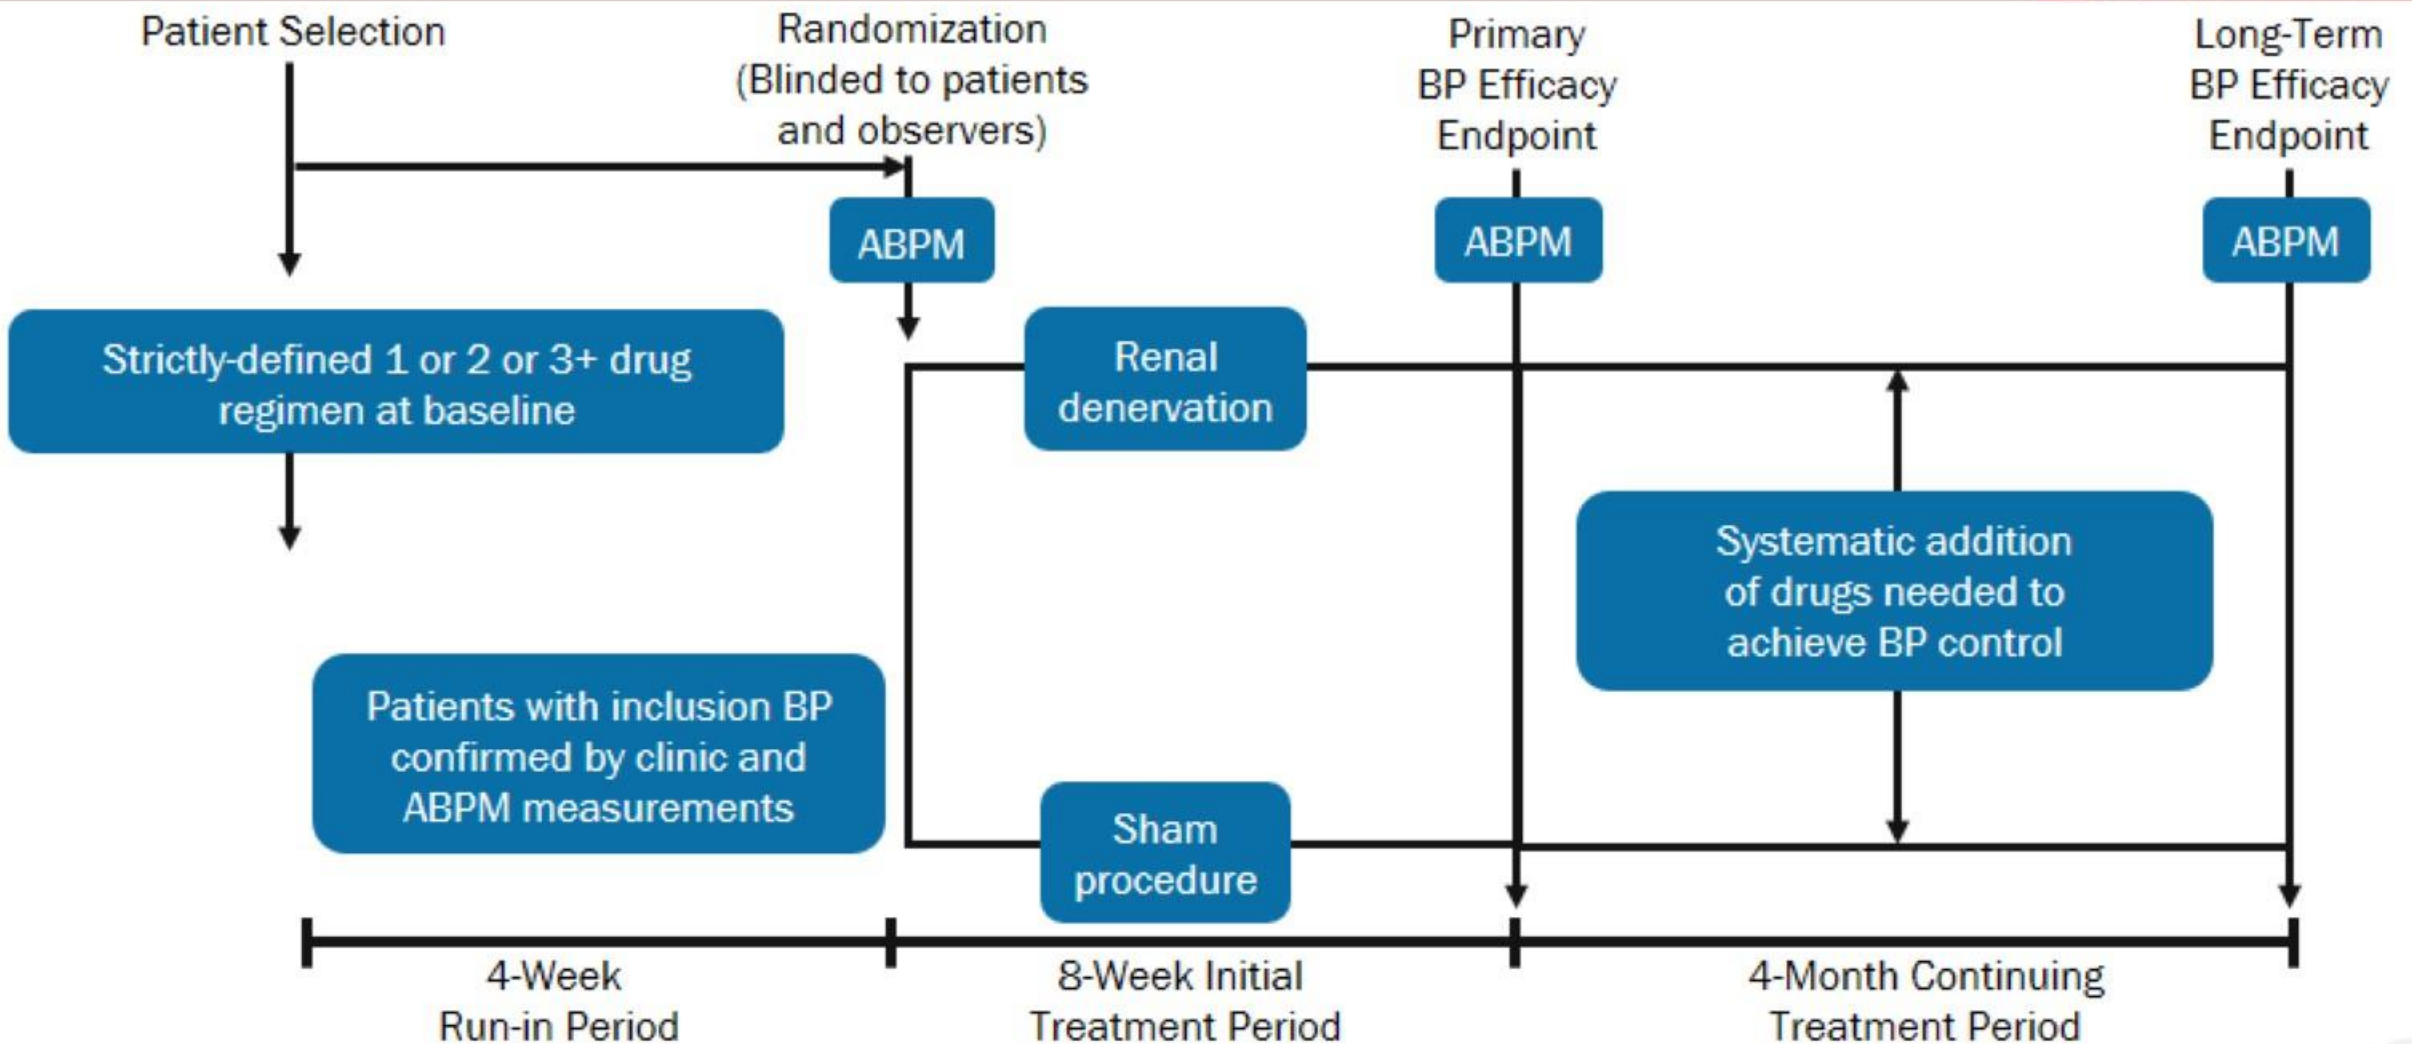 Patient Selection
Randomization
(Blinded to patients
and observers)
Primary
BP Efficacy
Endpoint
Long-Term
BP Efficacy
Endpoint
ABPM
ABPM
ABPM
Strictly-defined 1 or 2 or 3+ drug
regimen at baseline
Renal
denervation
Systematic addition
of drugs needed to
achieve BP control
Patients with inclusion BP
confirmed by clinic and
ABPM measurements
Sham
procedure
4-Week
Run-in Period
8-Week Initial
Treatment Period
4-Month Continuing
Treatment Period